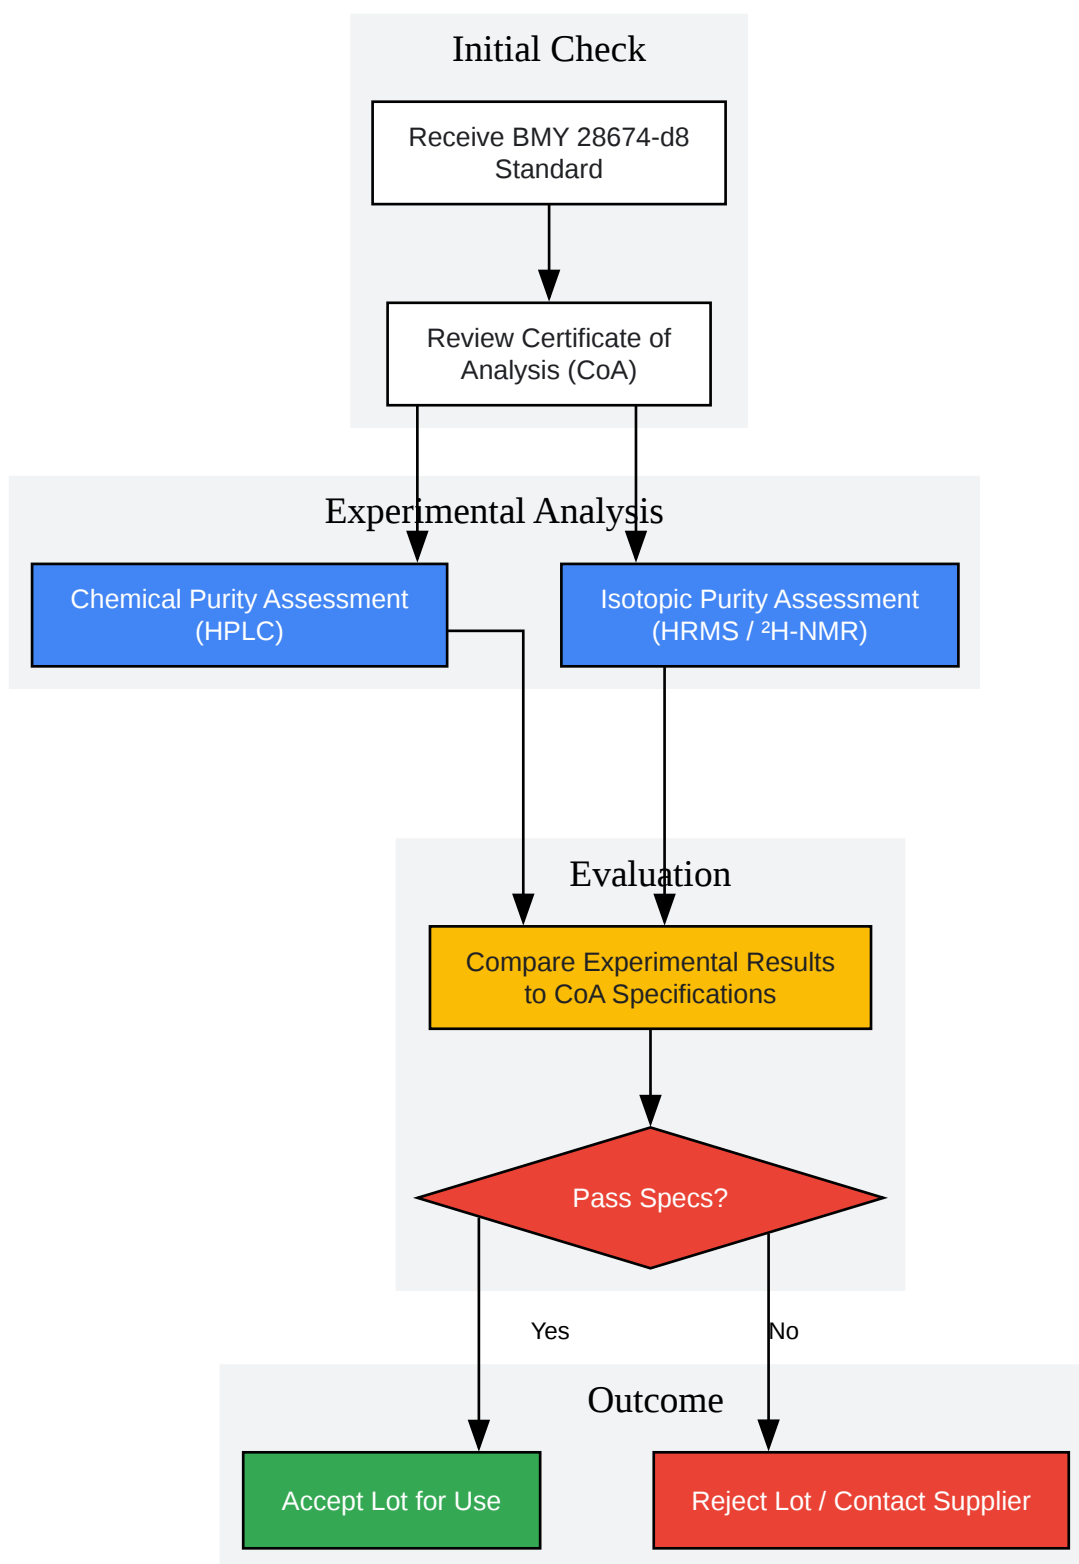 Initial Check
Receive BMY 28674-d8
Standard
Review Certificate of
Analysis (CoA)
Experimental Analysis
Chemical Purity Assessment
(HPLC)
Isotopic Purity Assessment
(HRMS / ²H-NMR)
Evaluation
Compare Experimental Results
to CoA Specifications
Pass Specs?
Yes
No
Outcome
Accept Lot for Use
Reject Lot / Contact Supplier